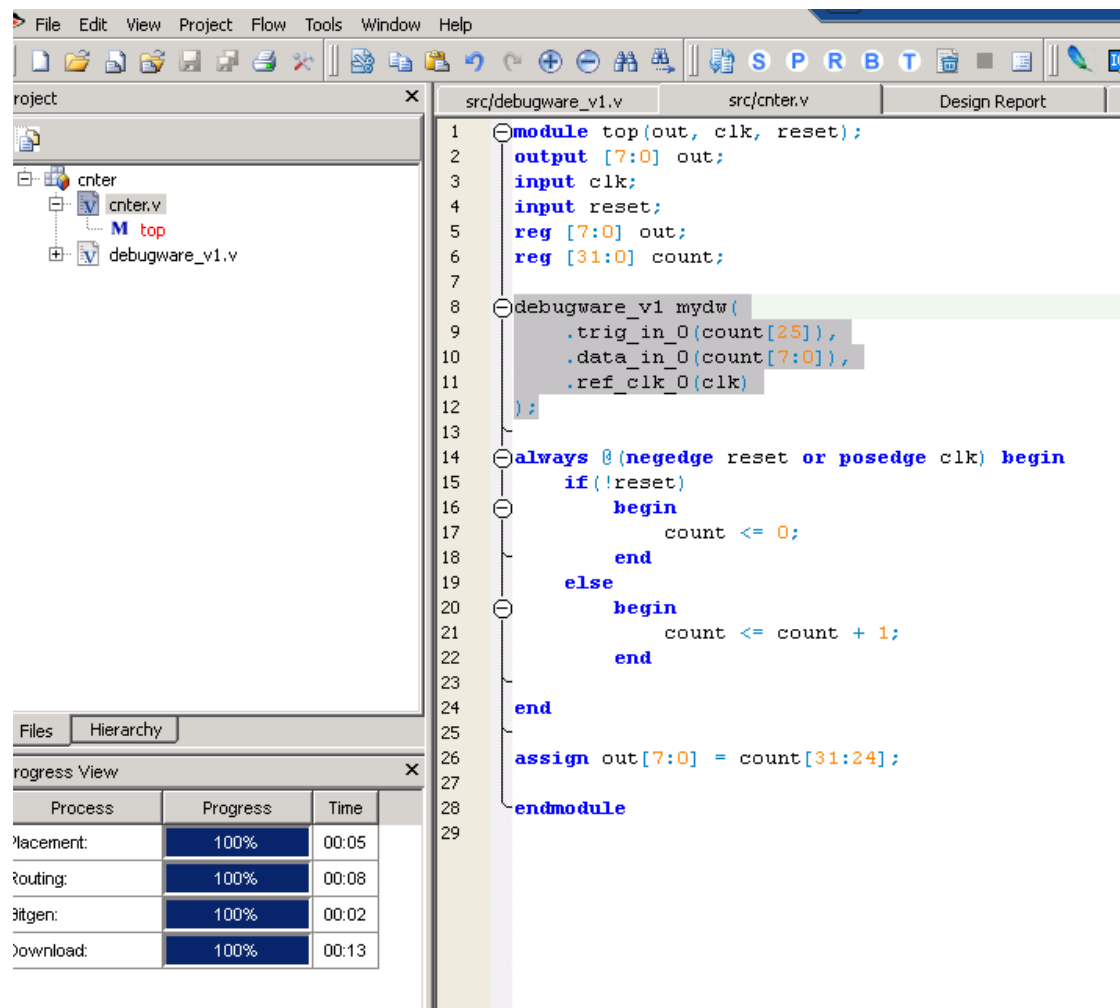 File Edit View Project Flow Tools Window Help
S P R B T
roject
src/debugware_v1.v src/cnter.v Design Report
cnter
cnter.v
M top
debugware_v1.v
1 module top(out, clk, reset);
2 output [7:0] out;
3 input clk;
4 input reset;
5 reg [7:0] out;
6 reg [31:0] count;
7
8 debugware_v1 mydw(
9 .trig_in_0(count[25]),
10 .data_in_0(count[7:0]),
11 .ref_clk_0(clk)
12 );
13
14 always @(negedge reset or posedge clk) begin
15 if(!reset)
16 begin
17 count <= 0;
18 end
19 else
20 begin
21 count <= count + 1;
22 end
23
24 end
25
26 assign out[7:0] = count[31:24];
27
28 endmodule
29
Files Hierarchy
rogress View
Process Progress Time
Placement: 100% 00:05
Routing: 100% 00:08
Bitgen: 100% 00:02
Download: 100% 00:13